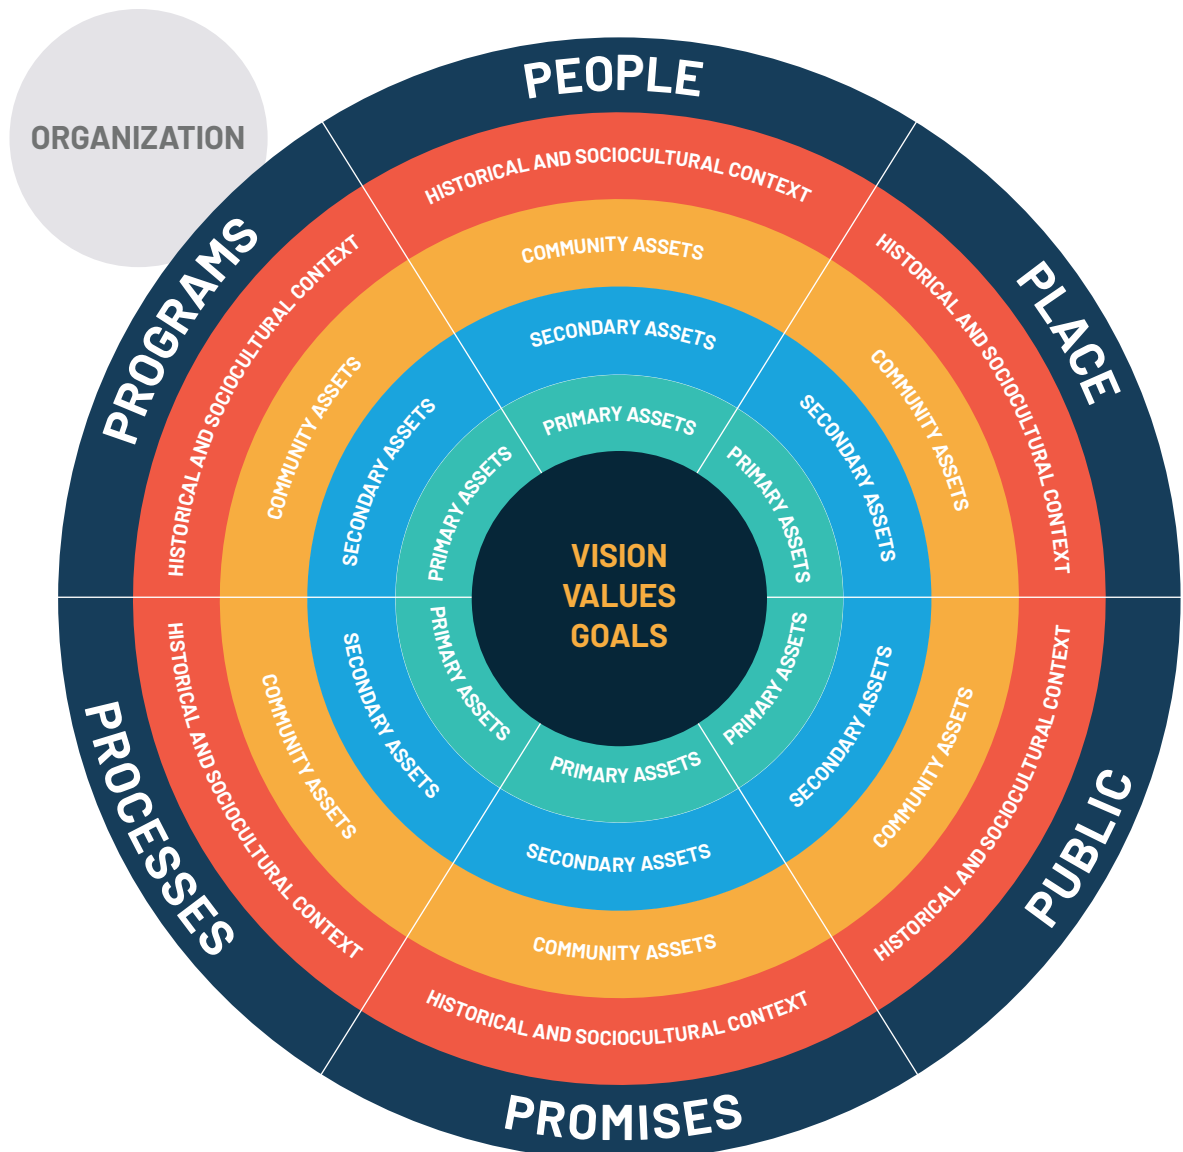 ORGANIZATION
PEOPLE
HISTORICAL AND SOCIOCULTURAL CONTEXT
COMMUNITY ASSETS
SECONDARY ASSETS
PRIMARY ASSETS
PLACE
HISTORICAL AND SOCIOCULTURAL CONTEXT
COMMUNITY ASSETS
SECONDARY ASSETS
PRIMARY ASSETS
PUBLIC
HISTORICAL AND SOCIOCULTURAL CONTEXT
COMMUNITY ASSETS
SECONDARY ASSETS
PRIMARY ASSETS
PROMISES
HISTORICAL AND SOCIOCULTURAL CONTEXT
COMMUNITY ASSETS
SECONDARY ASSETS
PRIMARY ASSETS
PROCESSES
HISTORICAL AND SOCIOCULTURAL CONTEXT
COMMUNITY ASSETS
SECONDARY ASSETS
PRIMARY ASSETS
PROGRAMS
HISTORICAL AND SOCIOCULTURAL CONTEXT
COMMUNITY ASSETS
SECONDARY ASSETS
PRIMARY ASSETS
VISION
VALUES
GOALS